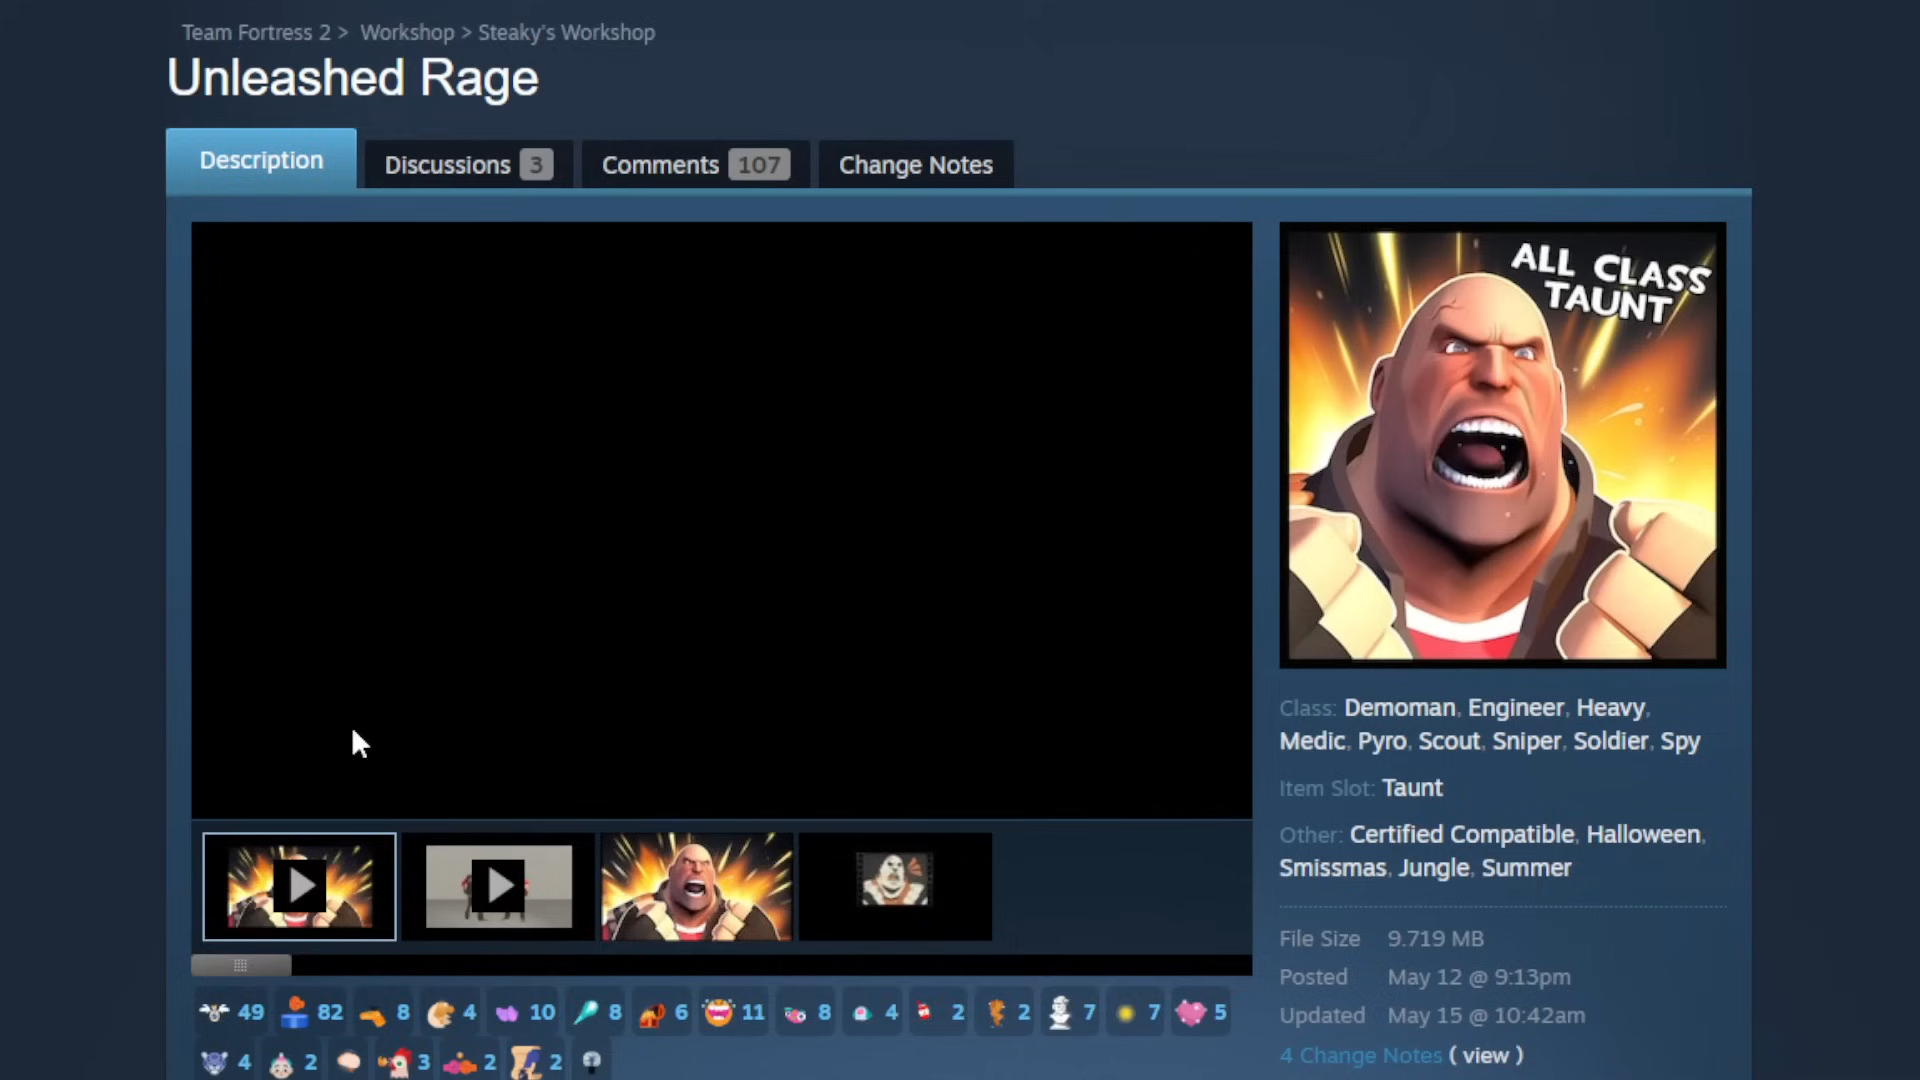 Team Fortress 2 > Workshop > Steaky's Workshop
Unleashed Rage
Description
Discussions 3
Comments 107
Change Notes
ALL CLASS
TAUNT
Class: Demoman, Engineer, Heavy,
Medic, Pyro, Scout, Sniper, Soldier, Spy
Item Slot: Taunt
Other: Certified Compatible, Halloween,
Smissmas, Jungle, Summer
File Size 9.719 MB
Posted May 12 @ 9:13pm
Updated May 15 @ 10:42am
4 Change Notes ( view )
49 82 8 4 10 8 6 11 8 4 2 2 7 7 5
4 2 3 2 2